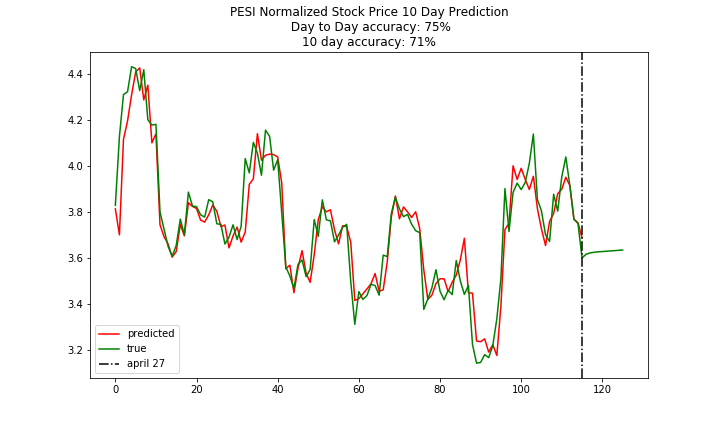 PESI Normalized Stock Price 10 Day Prediction
Day to Day accuracy: 75%
10 day accuracy: 71%
4.4
4.2
4.0
3.8
3.6
3.4
3.2
predicted
true
april 27
0 20 40 60 80 100 120